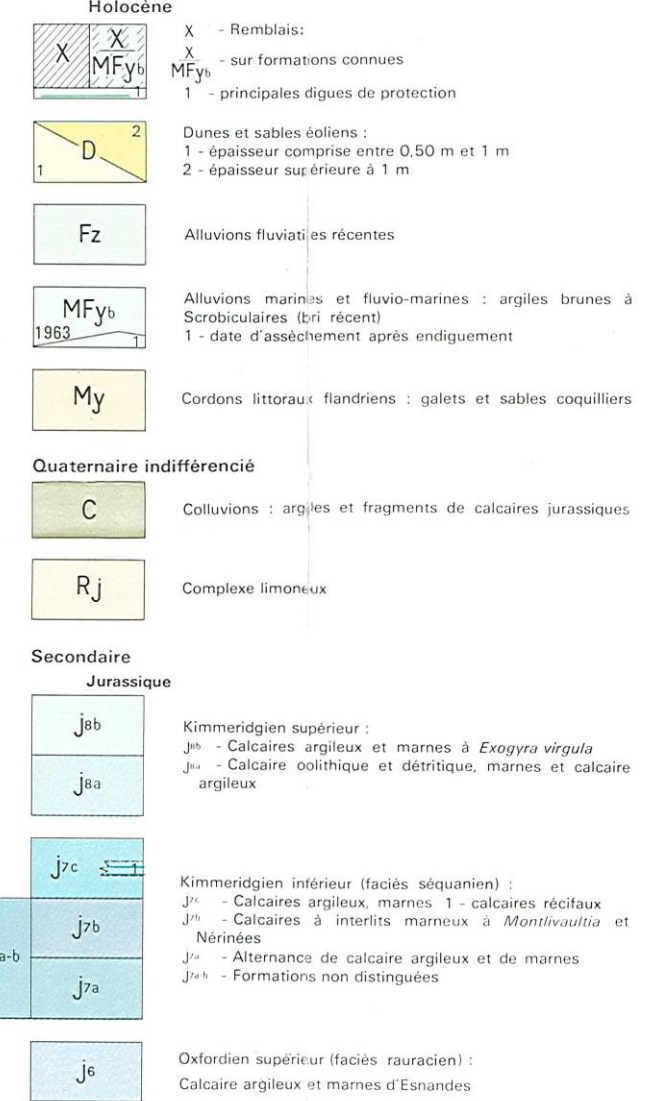 Holocène
X
X
MFyb
1
X - Remblais:
X
MFyb - sur formations connues
1 - principales digues de protection
D
1
2
Dunes et sables éoliens :
1 - épaisseur comprise entre 0,50 m et 1 m
2 - épaisseur supérieure à 1 m
Fz
Alluvions fluviatiles récentes
MFyb
1963
1
Alluvions marines et fluvio-marines : argiles brunes à
Scrobiculaires (bri récent)
1 - date d'assèchement après endiguement
My
Cordons littoraux flandriens : galets et sables coquilliers
Quaternaire indifférencié
C
Colluvions : argiles et fragments de calcaires jurassiques
Rj
Complexe limoneux
Secondaire
Jurassique
j8b
j8a
Kimmeridgien supérieur :
j8b - Calcaires argileux et marnes à Exogyra virgula
j8a - Calcaire oolithique et détritique, marnes et calcaire
argileux
j7c
1
a-b
j7b
j7a
Kimmeridgien inférieur (faciès séquanien) :
j7c - Calcaires argileux, marnes 1 - calcaires récifaux
j7b - Calcaires à interlits marneux à Montlivaultia et
Nérinées
j7a - Alternance de calcaire argileux et de marnes
j7a-b - Formations non distinguées
j6
Oxfordien supérieur (faciès rauracien) :
Calcaire argileux et marnes d'Esnandes